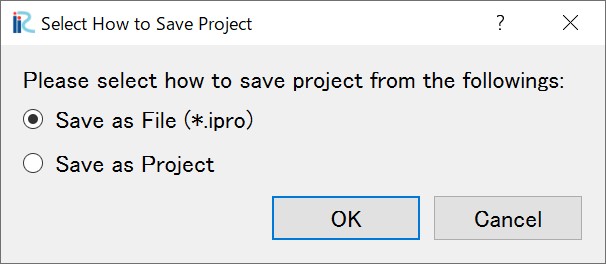 iRIC Select How to Save Project ?
Please select how to save project from the followings:
Save as File (*.ipro)
Save as Project
OK Cancel